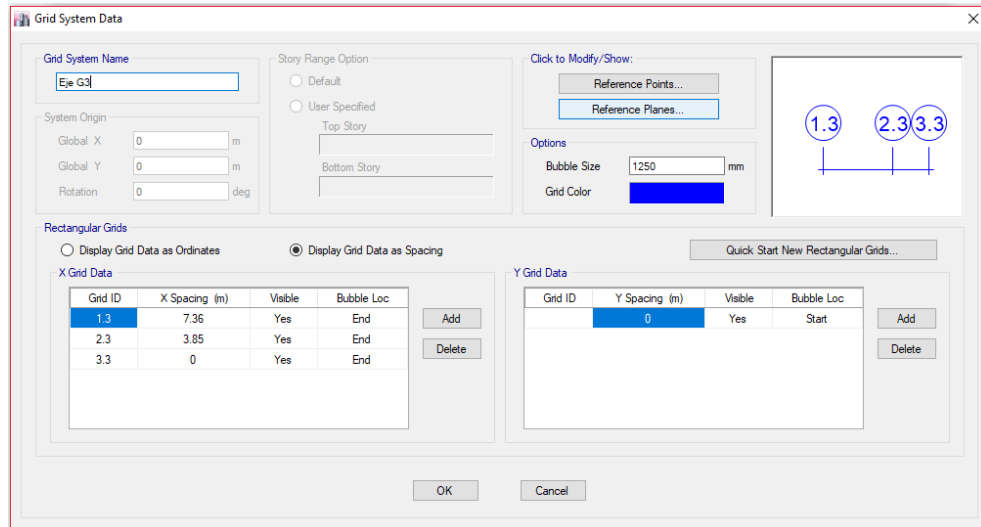 Grid System Data
Grid System Name
Eje G3
System Origin
Global X 0 m
Global Y 0 m
Rotation 0 deg
Story Range Option
Default
User Specified
Top Story
Bottom Story
Click to Modify/Show:
Reference Points...
Reference Planes...
Options
Bubble Size 1250 mm
Grid Color
1.3 2.3 3.3
Rectangular Grids
Display Grid Data as Ordinates Display Grid Data as Spacing Quick Start New Rectangular Grids...
X Grid Data
Grid ID X Spacing (m) Visible Bubble Loc
1.3 7.36 Yes End
2.3 3.85 Yes End
3.3 0 Yes End
Add
Delete
Y Grid Data
Grid ID Y Spacing (m) Visible Bubble Loc
0 Yes Start
Add
Delete
OK Cancel